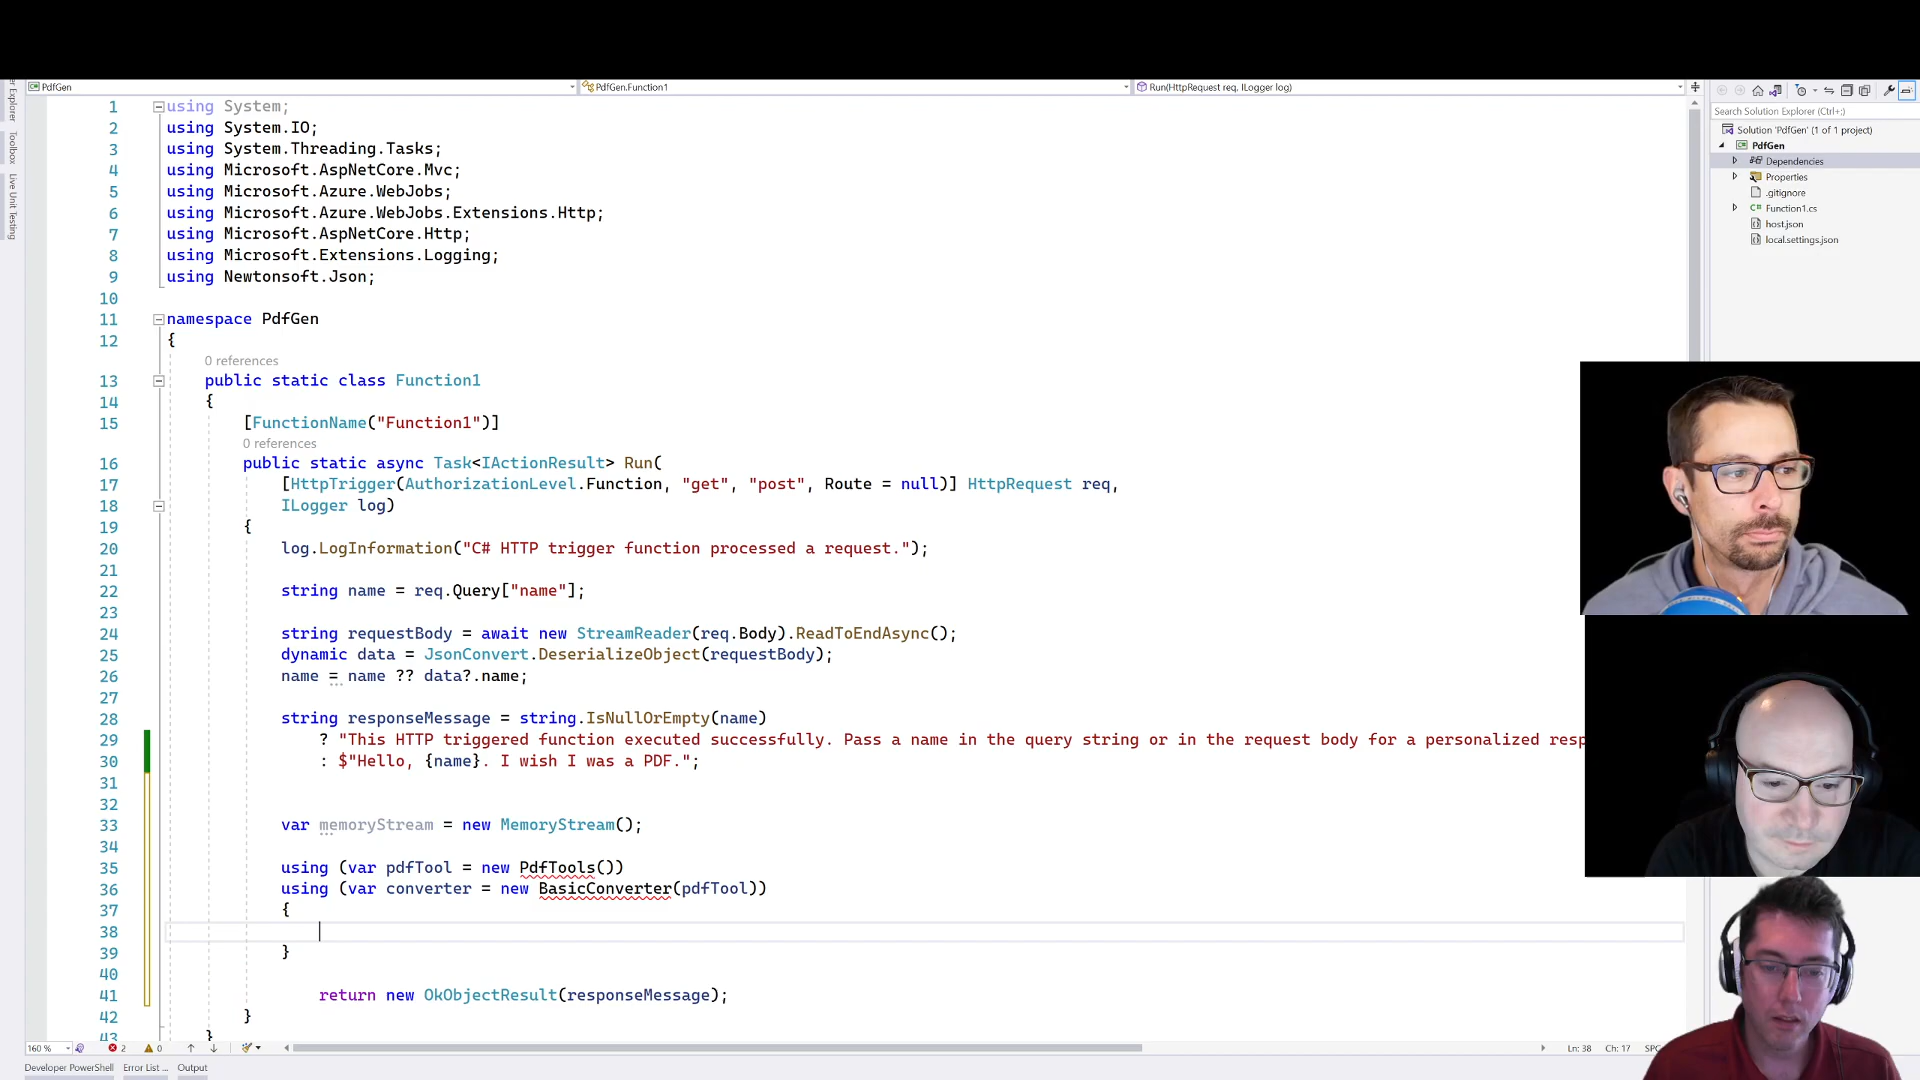 PdfGen
PdfGen.Function1
Run(HttpRequest req, ILogger log)
Toolbox
Live Unit Testing
1 using System;
2 using System.IO;
3 using System.Threading.Tasks;
4 using Microsoft.AspNetCore.Mvc;
5 using Microsoft.Azure.WebJobs;
6 using Microsoft.Azure.WebJobs.Extensions.Http;
7 using Microsoft.AspNetCore.Http;
8 using Microsoft.Extensions.Logging;
9 using Newtonsoft.Json;
10
11 namespace PdfGen
12 {
0 references
13 public static class Function1
14 {
15 [FunctionName("Function1")]
0 references
16 public static async Task<IActionResult> Run(
17 [HttpTrigger(AuthorizationLevel.Function, "get", "post", Route = null)] HttpRequest req,
18 ILogger log)
19 {
20 log.LogInformation("C# HTTP trigger function processed a request.");
21
22 string name = req.Query["name"];
23
24 string requestBody = await new StreamReader(req.Body).ReadToEndAsync();
25 dynamic data = JsonConvert.DeserializeObject(requestBody);
26 name = name ?? data?.name;
27
28 string responseMessage = string.IsNullOrEmpty(name)
29 ? "This HTTP triggered function executed successfully. Pass a name in the query string or in the request body for a personalized resp
30 : $"Hello, {name}. I wish I was a PDF.";
31
32
33 var memoryStream = new MemoryStream();
34
35 using (var pdfTool = new PdfTools())
36 using (var converter = new BasicConverter(pdfTool))
37 {
38
39 }
40
41 return new OkObjectResult(responseMessage);
42 }
43 }
160 %
2
0
Ln: 38 Ch: 17 SPC
Developer PowerShell Error List ... Output
Search Solution Explorer (Ctrl+;)
Solution 'PdfGen' (1 of 1 project)
PdfGen
Dependencies
Properties
.gitignore
Function1.cs
host.json
local.settings.json